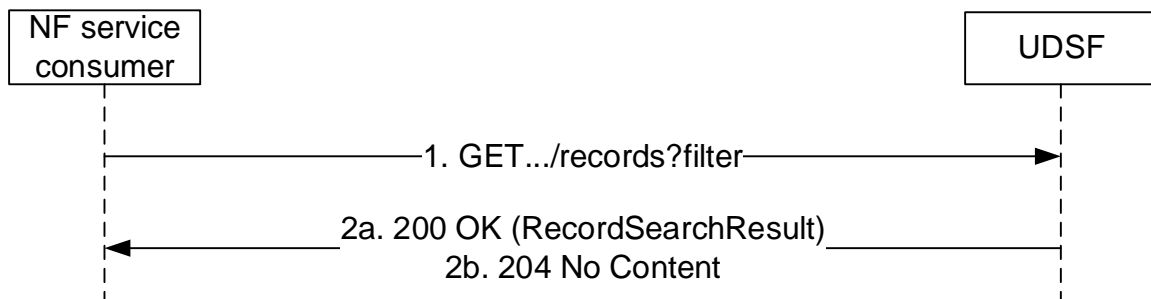 NF service
consumer
UDSF
1. GET.../records?filter
2a. 200 OK (RecordSearchResult)
2b. 204 No Content